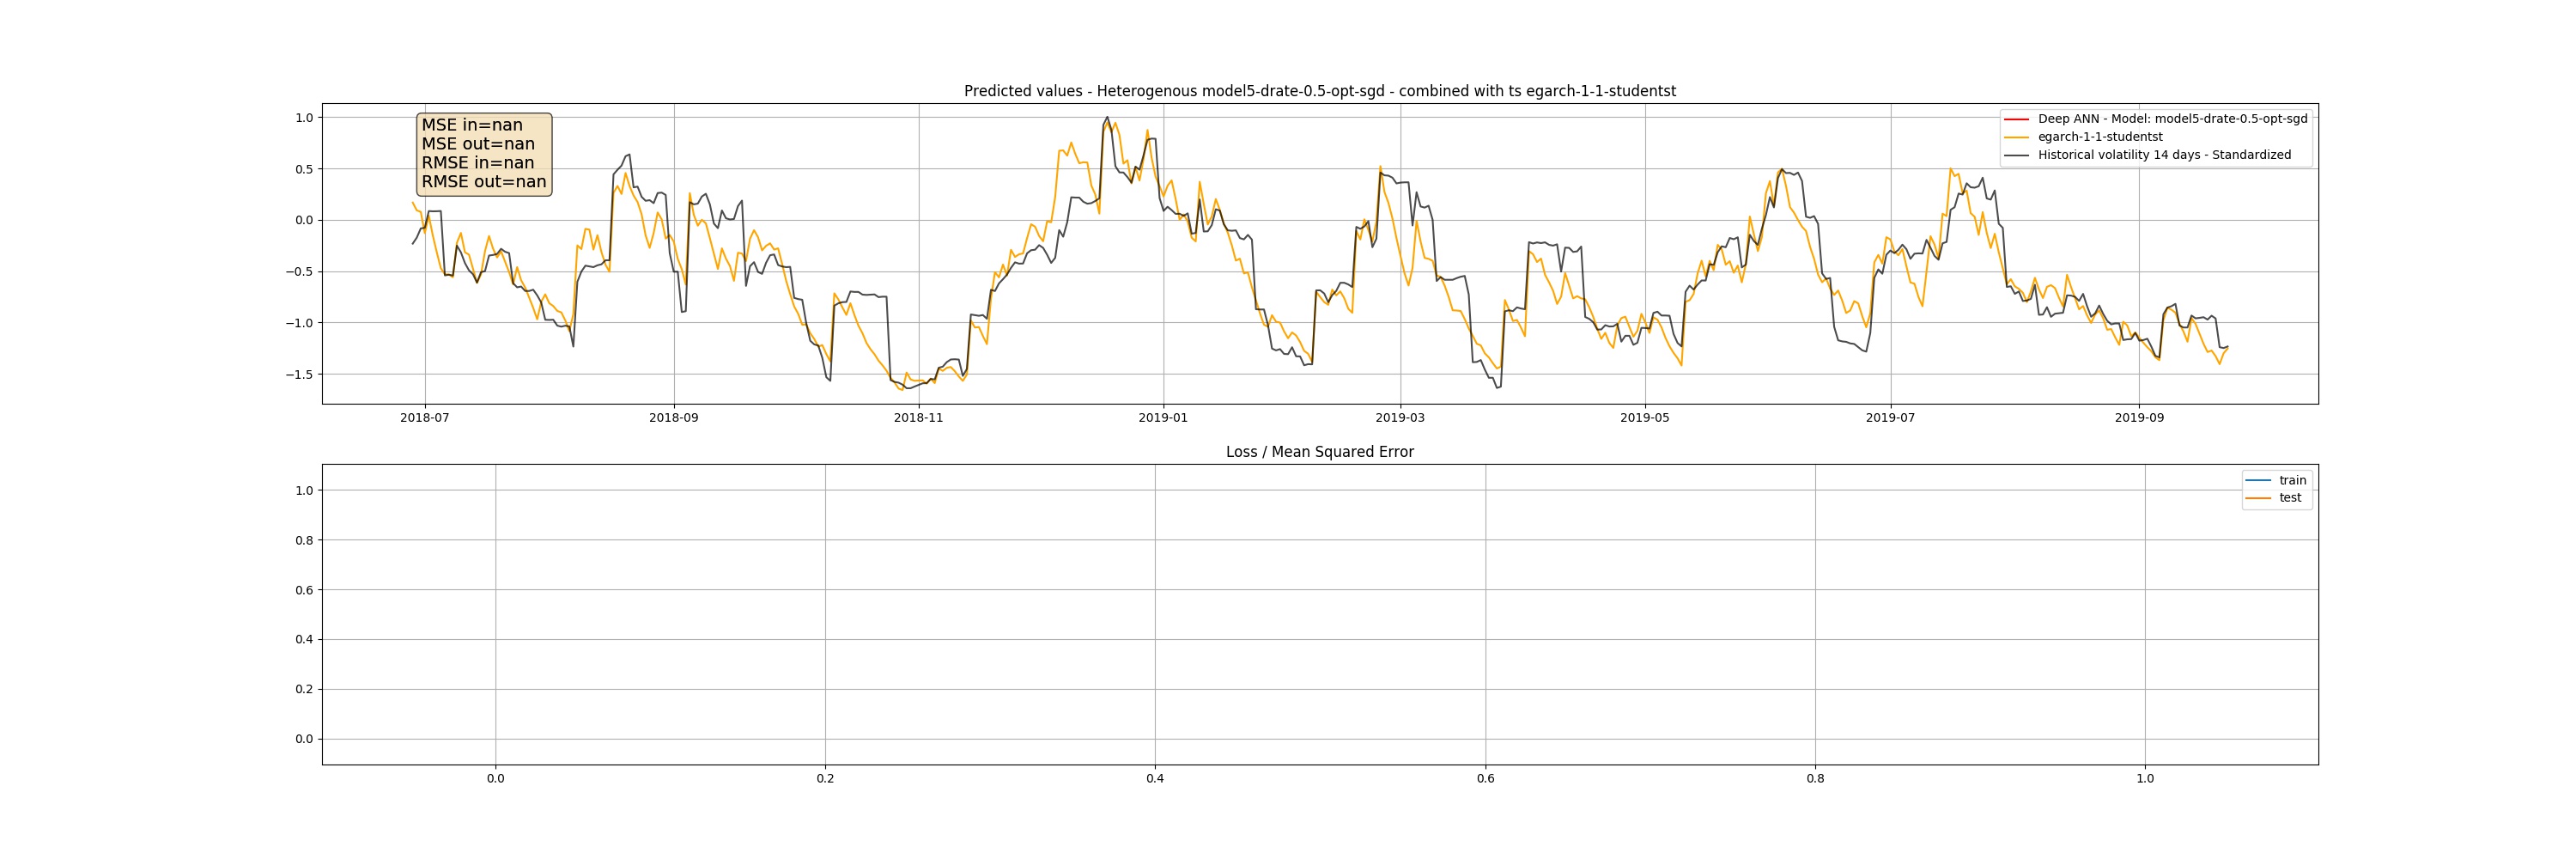 Predicted values - Heterogenous model5-drate-0.5-opt-sgd - combined with ts egarch-1-1-studentst
MSE in=nan
MSE out=nan
RMSE in=nan
RMSE out=nan
Deep ANN - Model: model5-drate-0.5-opt-sgd
egarch-1-1-studentst
Historical volatility 14 days - Standardized
1.0
0.5
0.0
−0.5
−1.0
−1.5
2018-07 2018-09 2018-11 2019-01 2019-03 2019-05 2019-07 2019-09
Loss / Mean Squared Error
train
test
1.0
0.8
0.6
0.4
0.2
0.0
0.0 0.2 0.4 0.6 0.8 1.0